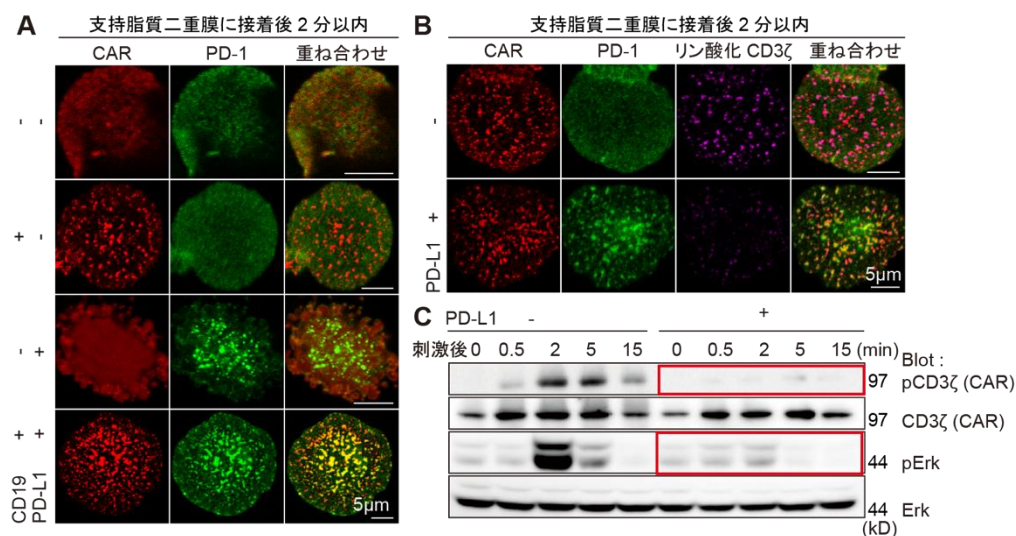 A 支持脂質二重膜に接着後 2 分以内
CAR PD-1 重ね合わせ
- -
+ -
- +
+ +
CD19
PD-L1
5μm
B 支持脂質二重膜に接着後 2 分以内
CAR PD-1 リン酸化 CD3ζ 重ね合わせ
-
+
PD-L1
5μm
C PD-L1 - +
刺激後 0 0.5 2 5 15 0 0.5 2 5 15 (min)
Blot :
97 pCD3ζ (CAR)
97 CD3ζ (CAR)
44 pErk
44 Erk
(kD)